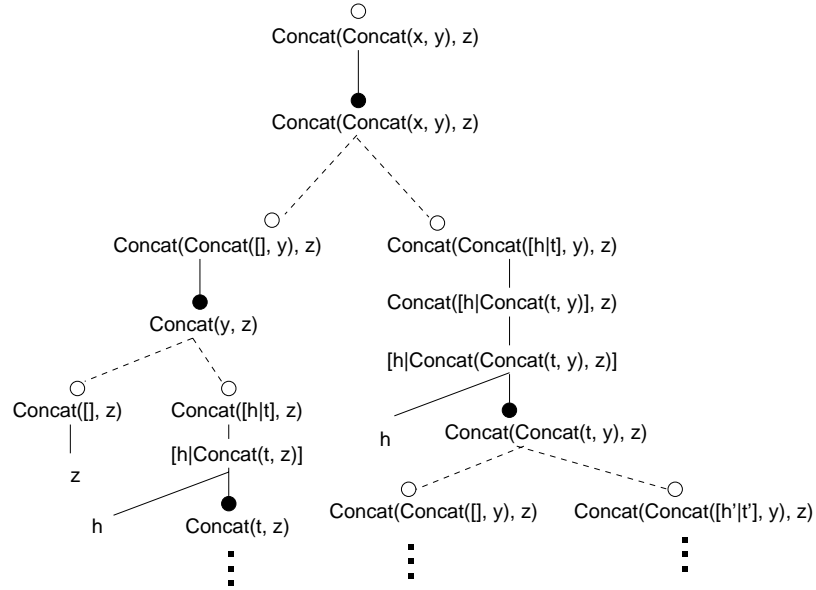 Concat(Concat(x, y), z)
Concat(Concat(x, y), z)
Concat(Concat([], y), z)
Concat(Concat([h|t], y), z)
Concat([h|Concat(t, y)], z)
Concat(y, z)
[h|Concat(Concat(t, y), z)]
Concat([], z)
Concat([h|t], z)
h
Concat(Concat(t, y), z)
[h|Concat(t, z)]
z
Concat(Concat([], y), z)
Concat(Concat([h'|t'], y), z)
h
Concat(t, z)